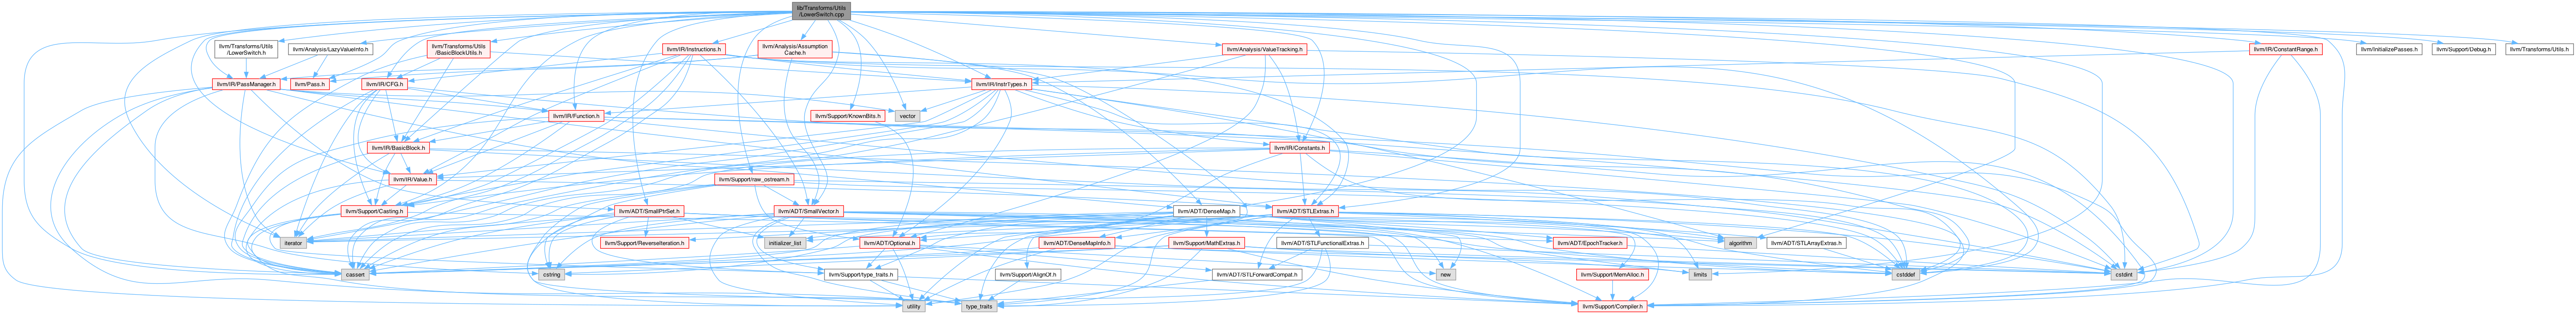 lib/Transforms/Utils
/LowerSwitch.cpp
llvm/Transforms/Utils
/LowerSwitch.h
llvm/Analysis/LazyValueInfo.h
llvm/Transforms/Utils
/BasicBlockUtils.h
llvm/IR/Instructions.h
llvm/Analysis/Assumption
Cache.h
llvm/Analysis/ValueTracking.h
llvm/IR/ConstantRange.h
llvm/InitializePasses.h
llvm/Support/Debug.h
llvm/Transforms/Utils.h
llvm/IR/PassManager.h
llvm/Pass.h
llvm/IR/CFG.h
llvm/IR/InstrTypes.h
llvm/IR/Function.h
llvm/Support/KnownBits.h
vector
llvm/IR/BasicBlock.h
llvm/IR/Constants.h
llvm/IR/Value.h
llvm/Support/raw_ostream.h
llvm/Support/Casting.h
llvm/ADT/SmallPtrSet.h
llvm/ADT/SmallVector.h
llvm/ADT/DenseMap.h
llvm/ADT/STLExtras.h
iterator
llvm/Support/ReverseIteration.h
initializer_list
llvm/ADT/Optional.h
llvm/ADT/DenseMapInfo.h
llvm/Support/MathExtras.h
llvm/ADT/STLFunctionalExtras.h
llvm/ADT/EpochTracker.h
algorithm
llvm/ADT/STLArrayExtras.h
cassert
cstring
llvm/Support/type_traits.h
llvm/Support/AlignOf.h
llvm/ADT/STLForwardCompat.h
new
llvm/Support/MemAlloc.h
limits
cstddef
cstdint
utility
type_traits
llvm/Support/Compiler.h